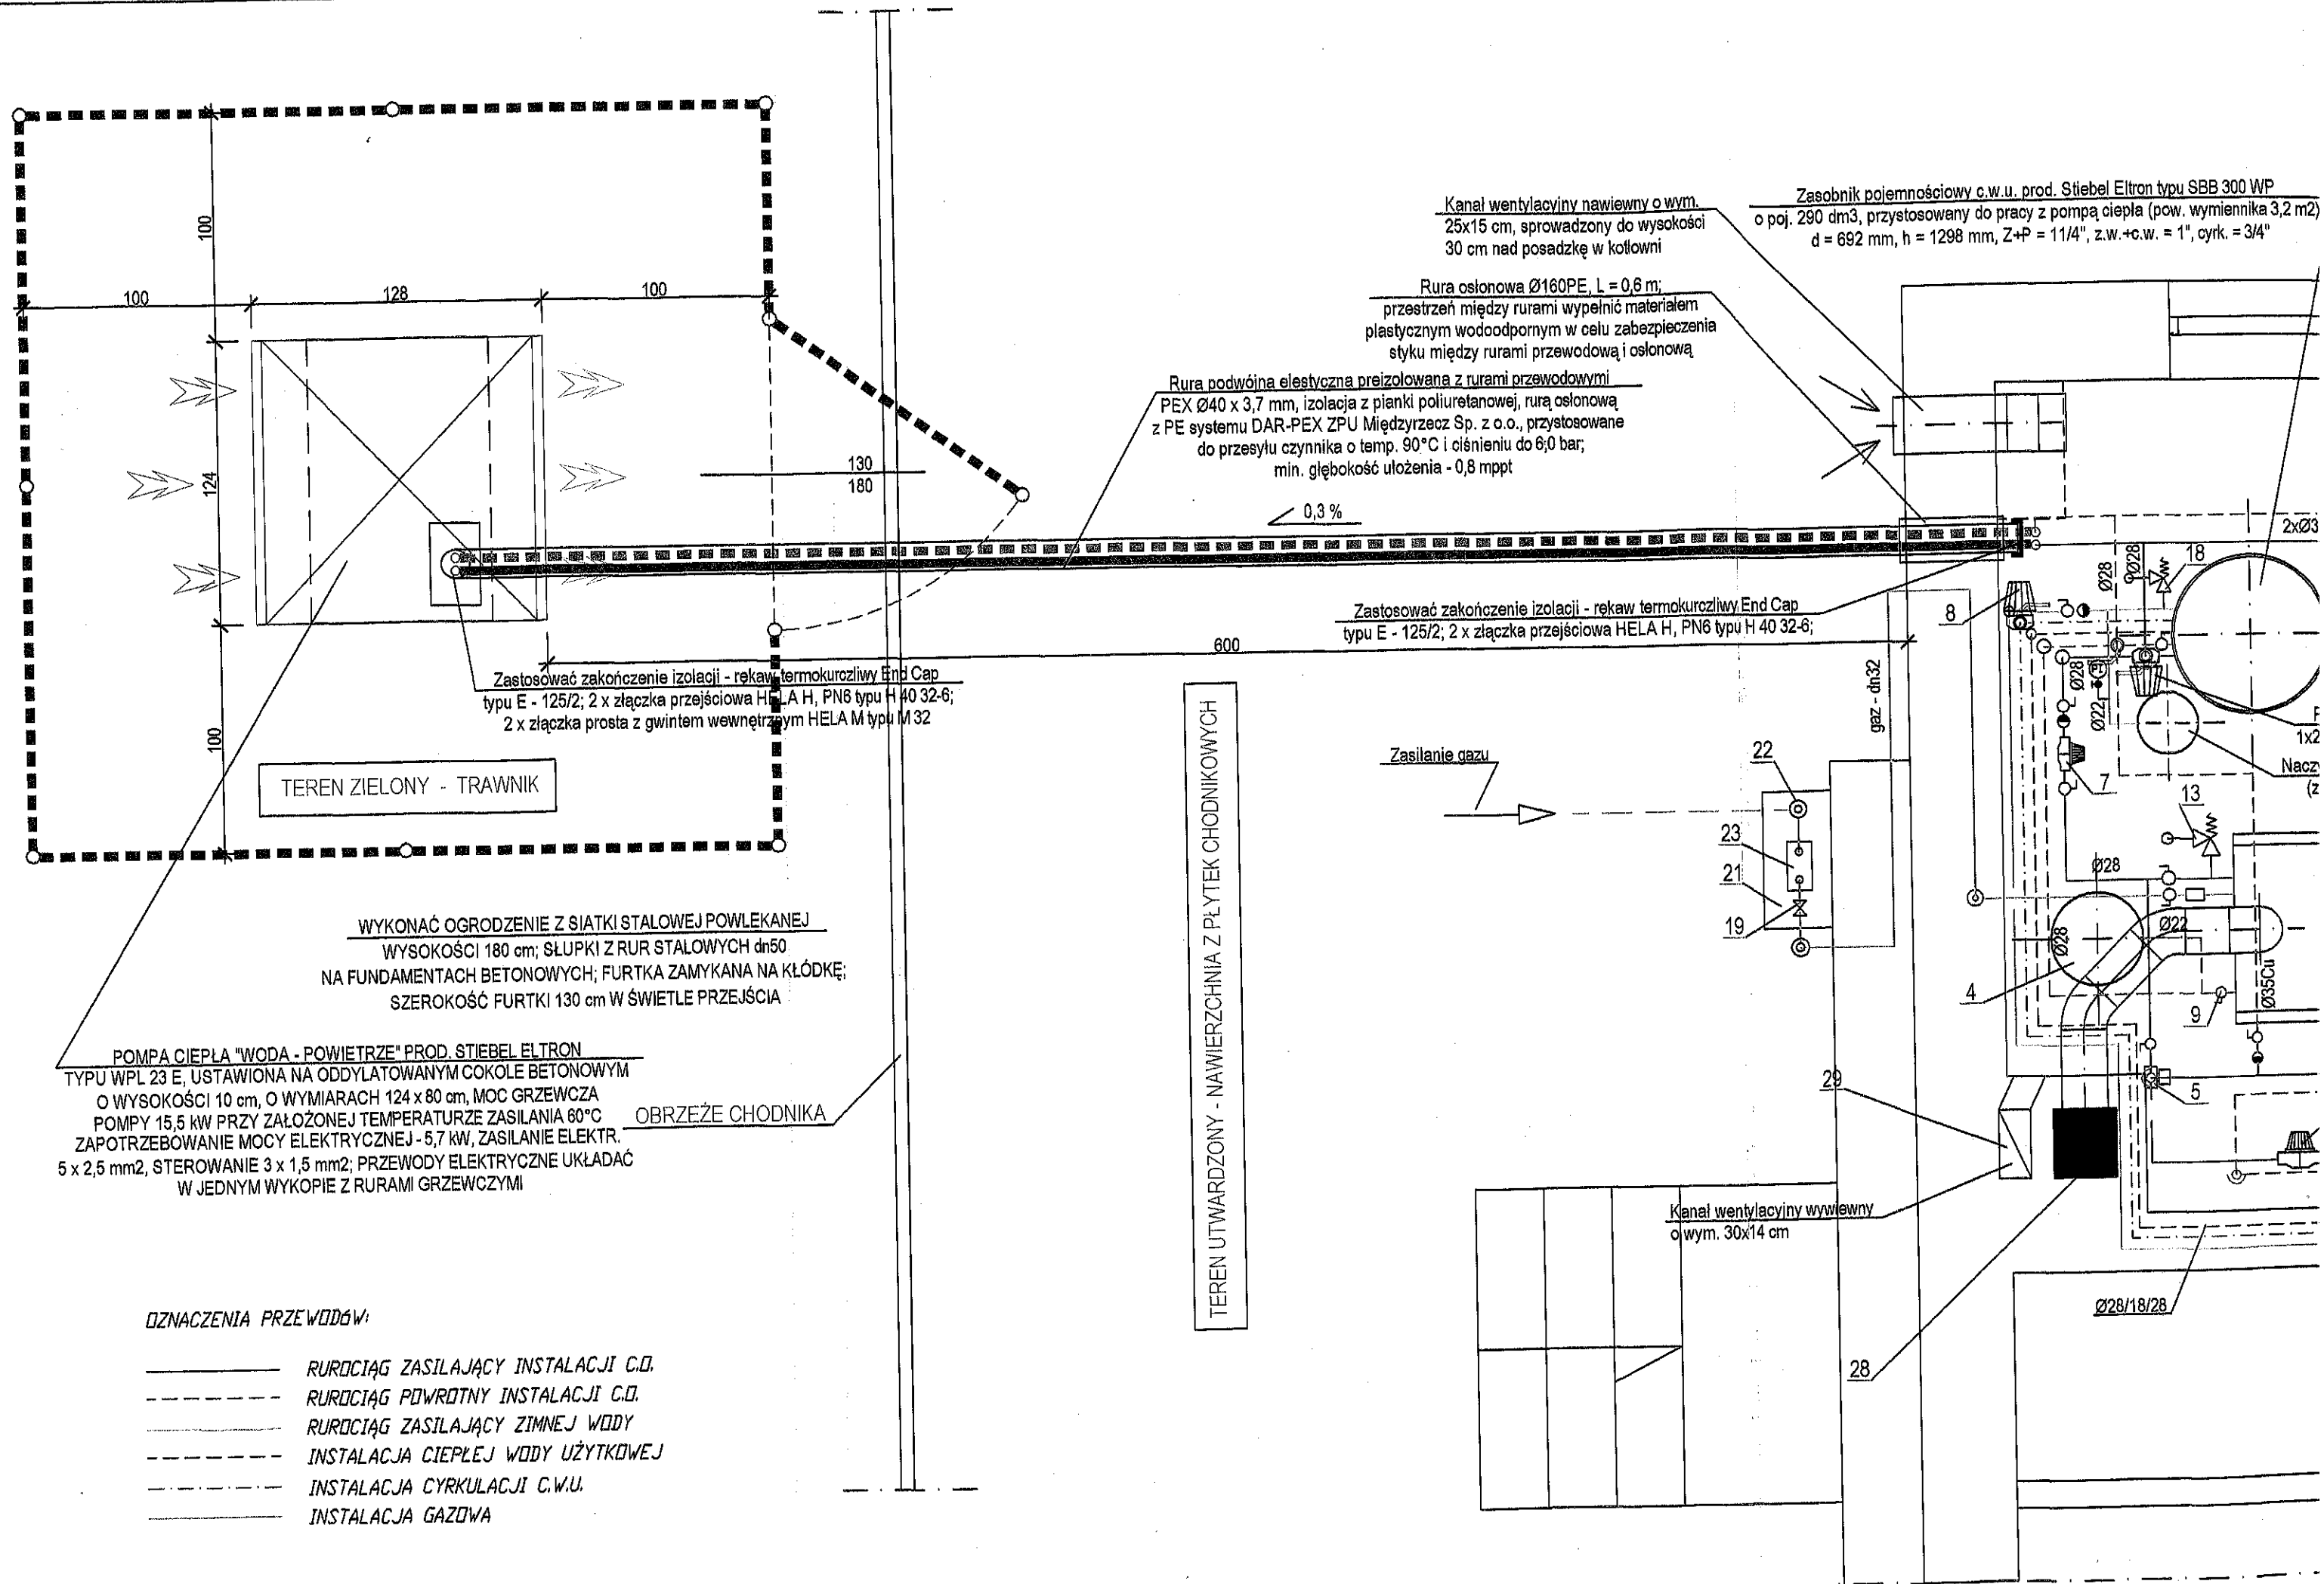 Kanał wentylacyjny nawiewny o wym.
25x15 cm, sprowadzony do wysokości
30 cm nad posadzkę w kotłowni
Zasobnik pojemnościowy c.w.u. prod. Stiebel Eltron typu SBB 300 WP
o poj. 290 dm3, przystosowany do pracy z pompą ciepła (pow. wymiennika 3,2 m2)
d = 692 mm, h = 1298 mm, Z+P = 11/4", z.w.+c.w. = 1", cyrk. = 3/4"
Rura osłonowa Ø160PE, L = 0,6 m;
przestrzeń między rurami wypełnić materiałem
plastycznym wodoodpornym w celu zabezpieczenia
styku między rurami przewodową i osłonową
Rura podwójna elestyczna preizolowana z rurami przewodowymi
PEX Ø40 x 3,7 mm, izolacja z pianki poliuretanowej, rurą osłonową
z PE systemu DAR-PEX ZPU Międzyrzecz Sp. z o.o., przystosowane
do przesyłu czynnika o temp. 90°C i ciśnieniu do 6,0 bar;
min. głębokość ułożenia - 0,8 mppt
100
100
128
100
124
100
130
180
0,3 %
600
Zastosować zakończenie izolacji - rękaw termokurczliwy End Cap
typu E - 125/2; 2 x złączka przejściowa HELA H, PN6 typu H 40 32-6;
Zastosować zakończenie izolacji - rękaw termokurczliwy End Cap
typu E - 125/2; 2 x złączka przejściowa HELA H, PN6 typu H 40 32-6;
2 x złączka prosta z gwintem wewnętrznym HELA M typu M 32
TEREN ZIELONY - TRAWNIK
TEREN UTWARDZONY - NAWIERZCHNIA Z PŁYTEK CHODNIKOWYCH
Zasilanie gazu
gaz - dn32
22
23
21
19
8
18
2xØ3
Ø28
Ø28
Ø28
Ø22
PI
7
1x2
Naczy
(z
13
Ø28
Ø28
Ø22
Ø35Cu
4
9
5
29
28
Kanał wentylacyjny wywiewny
o wym. 30x14 cm
Ø28/18/28
WYKONAĆ OGRODZENIE Z SIATKI STALOWEJ POWLEKANEJ
WYSOKOŚCI 180 cm; SŁUPKI Z RUR STALOWYCH dn50
NA FUNDAMENTACH BETONOWYCH; FURTKA ZAMYKANA NA KŁÓDKĘ;
SZEROKOŚĆ FURTKI 130 cm W ŚWIETLE PRZEJŚCIA
POMPA CIEPŁA "WODA - POWIETRZE" PROD. STIEBEL ELTRON
TYPU WPL 23 E, USTAWIONA NA ODDYLATOWANYM COKOLE BETONOWYM
O WYSOKOŚCI 10 cm, O WYMIARACH 124 x 80 cm, MOC GRZEWCZA
POMPY 15,5 kW PRZY ZAŁOŻONEJ TEMPERATURZE ZASILANIA 60°C
ZAPOTRZEBOWANIE MOCY ELEKTRYCZNEJ - 5,7 kW, ZASILANIE ELEKTR.
5 x 2,5 mm2, STEROWANIE 3 x 1,5 mm2; PRZEWODY ELEKTRYCZNE UKŁADAĆ
W JEDNYM WYKOPIE Z RURAMI GRZEWCZYMI
OBRZEŻE CHODNIKA
OZNACZENIA PRZEWODÓW:
RUROCIĄG ZASILAJĄCY INSTALACJI C.O.
RUROCIĄG POWROTNY INSTALACJI C.O.
RUROCIĄG ZASILAJĄCY ZIMNEJ WODY
INSTALACJA CIEPŁEJ WODY UŻYTKOWEJ
INSTALACJA CYRKULACJI C.W.U.
INSTALACJA GAZOWA